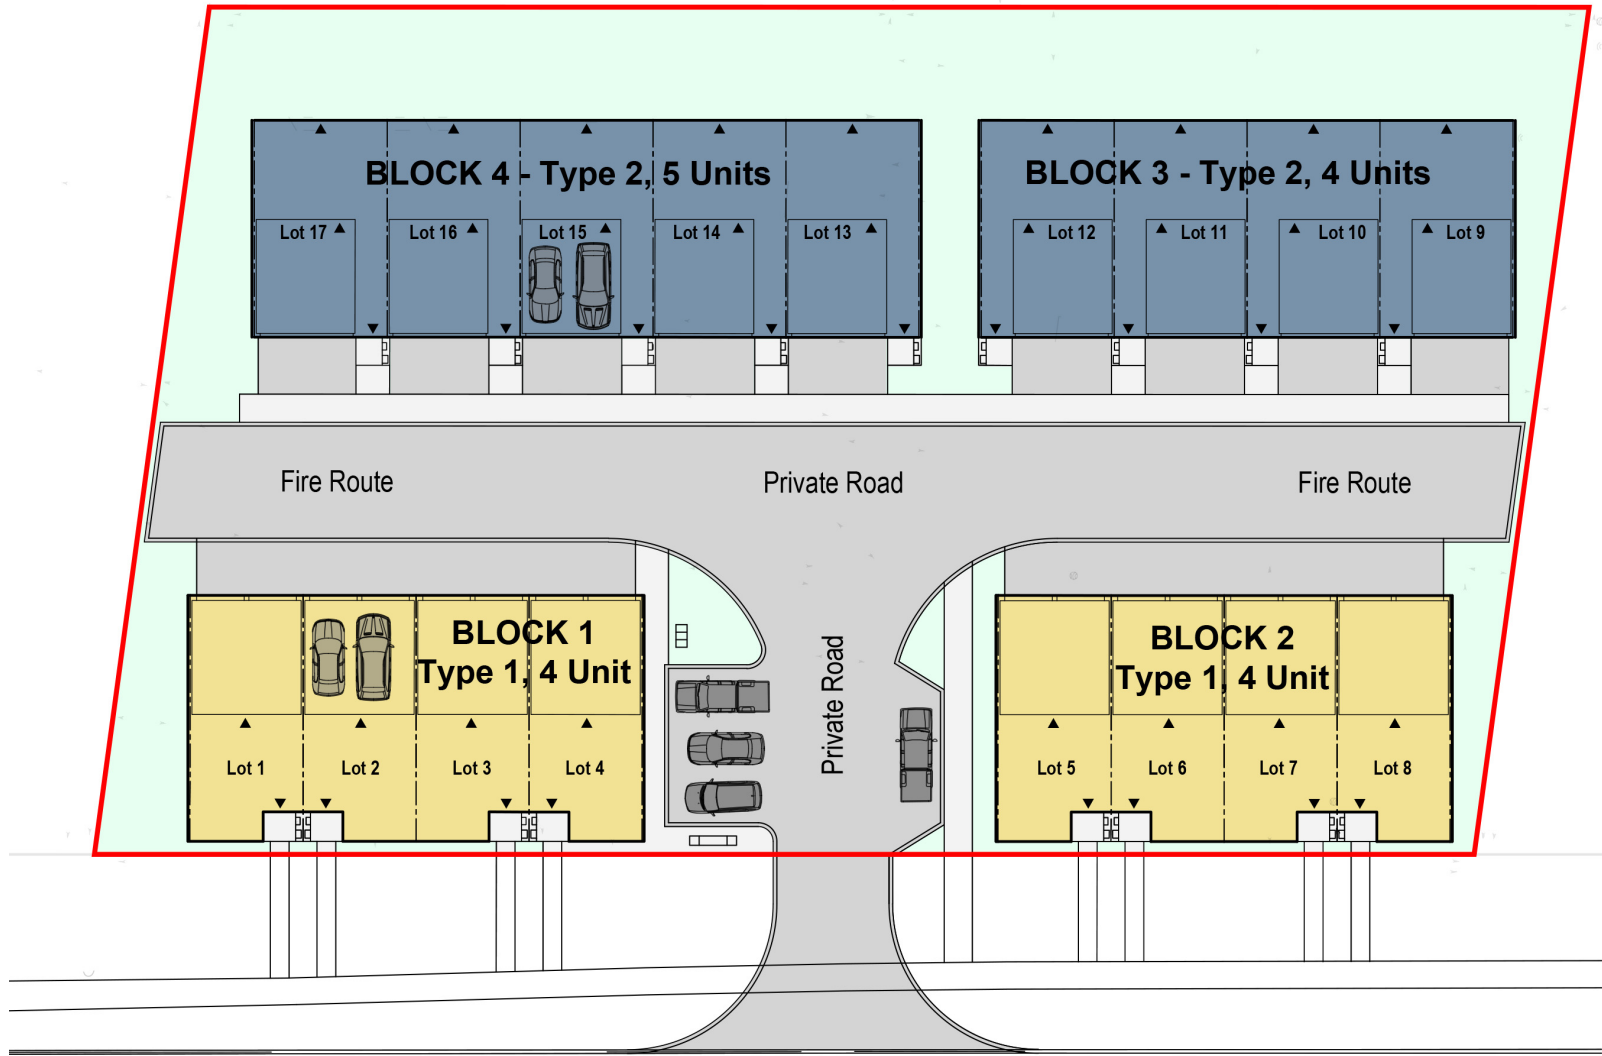 BLOCK 4 - Type 2, 5 Units
BLOCK 3 - Type 2, 4 Units
Lot 17
Lot 16
Lot 15
Lot 14
Lot 13
Lot 12
Lot 11
Lot 10
Lot 9
Fire Route
Private Road
Fire Route
BLOCK 1
Type 1, 4 Unit
Private Road
BLOCK 2
Type 1, 4 Unit
Lot 1
Lot 2
Lot 3
Lot 4
Lot 5
Lot 6
Lot 7
Lot 8